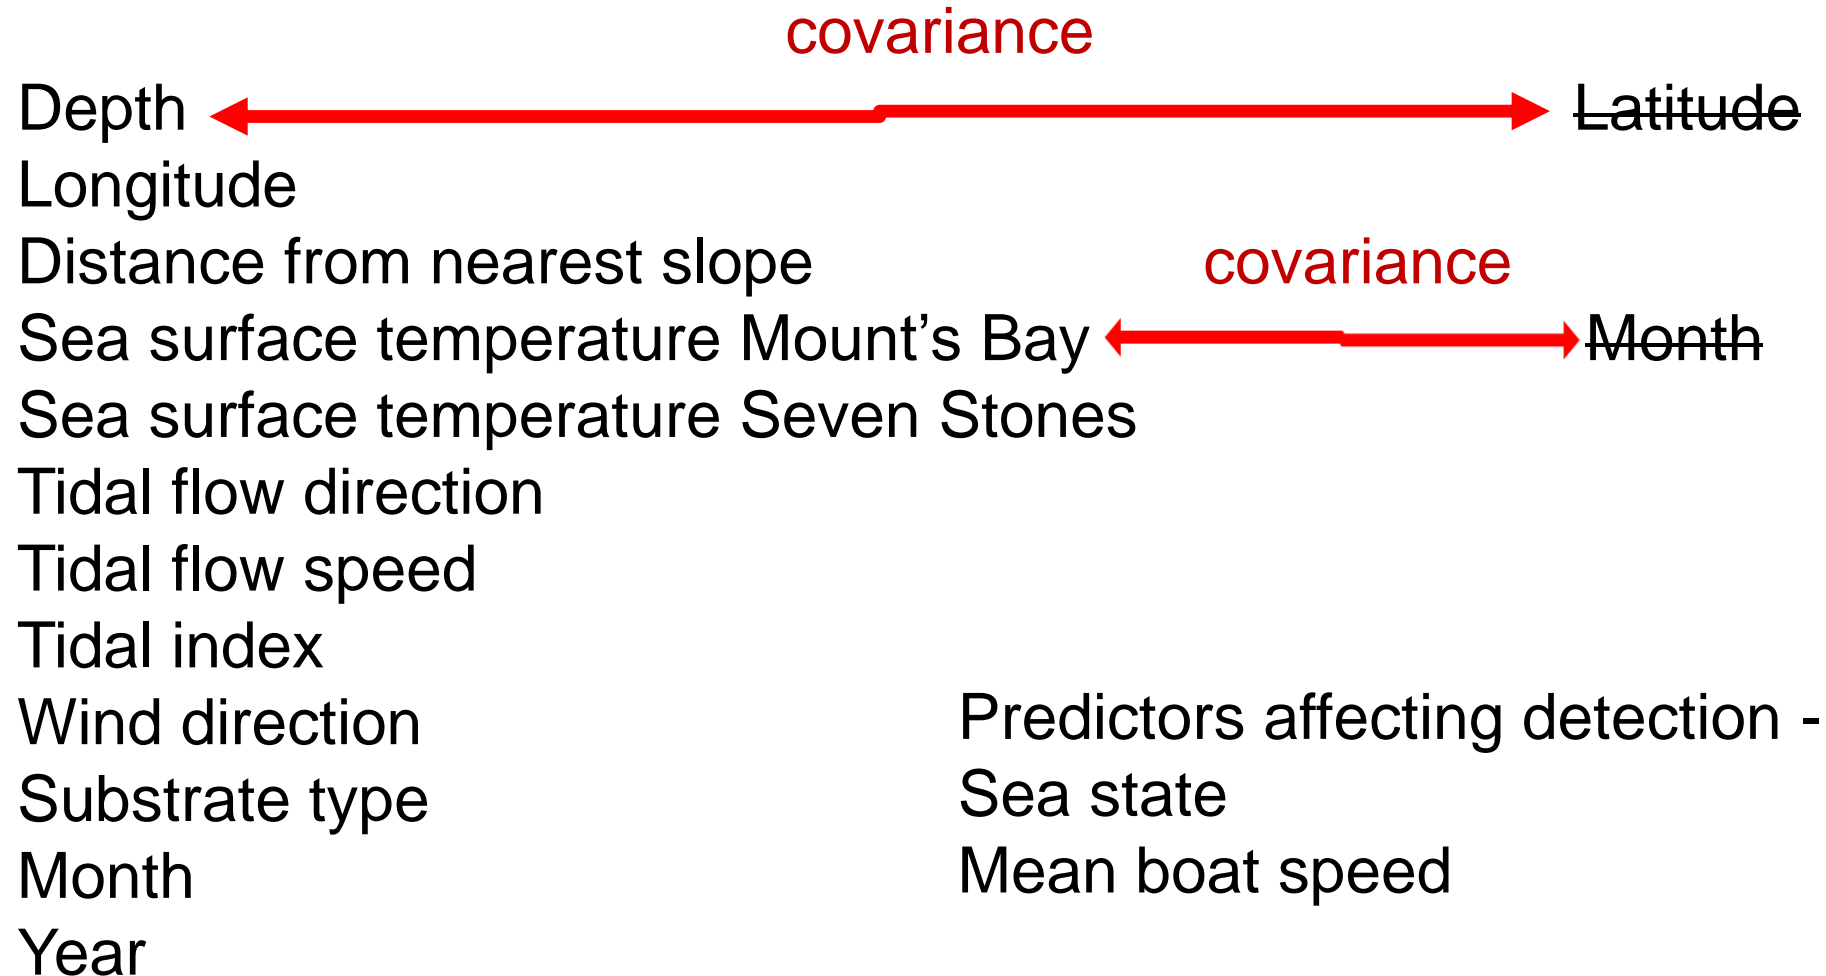 covariance
Depth Latitude
Longitude
Distance from nearest slope covariance
Sea surface temperature Mount's Bay Month
Sea surface temperature Seven Stones
Tidal flow direction
Tidal flow speed
Tidal index
Wind direction
Substrate type
Month
Year
Predictors affecting detection -
Sea state
Mean boat speed